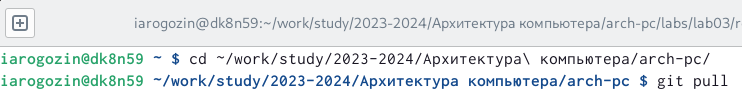 iarogozin@dk8n59:~/work/study/2023-2024/Архитектура компьютера/arch-pc/labs/lab03/r
iarogozin@dk8n59 ~ $ cd ~/work/study/2023-2024/Архитектура\ компьютера/arch-pc/
iarogozin@dk8n59 ~/work/study/2023-2024/Архитектура компьютера/arch-pc $ git pull